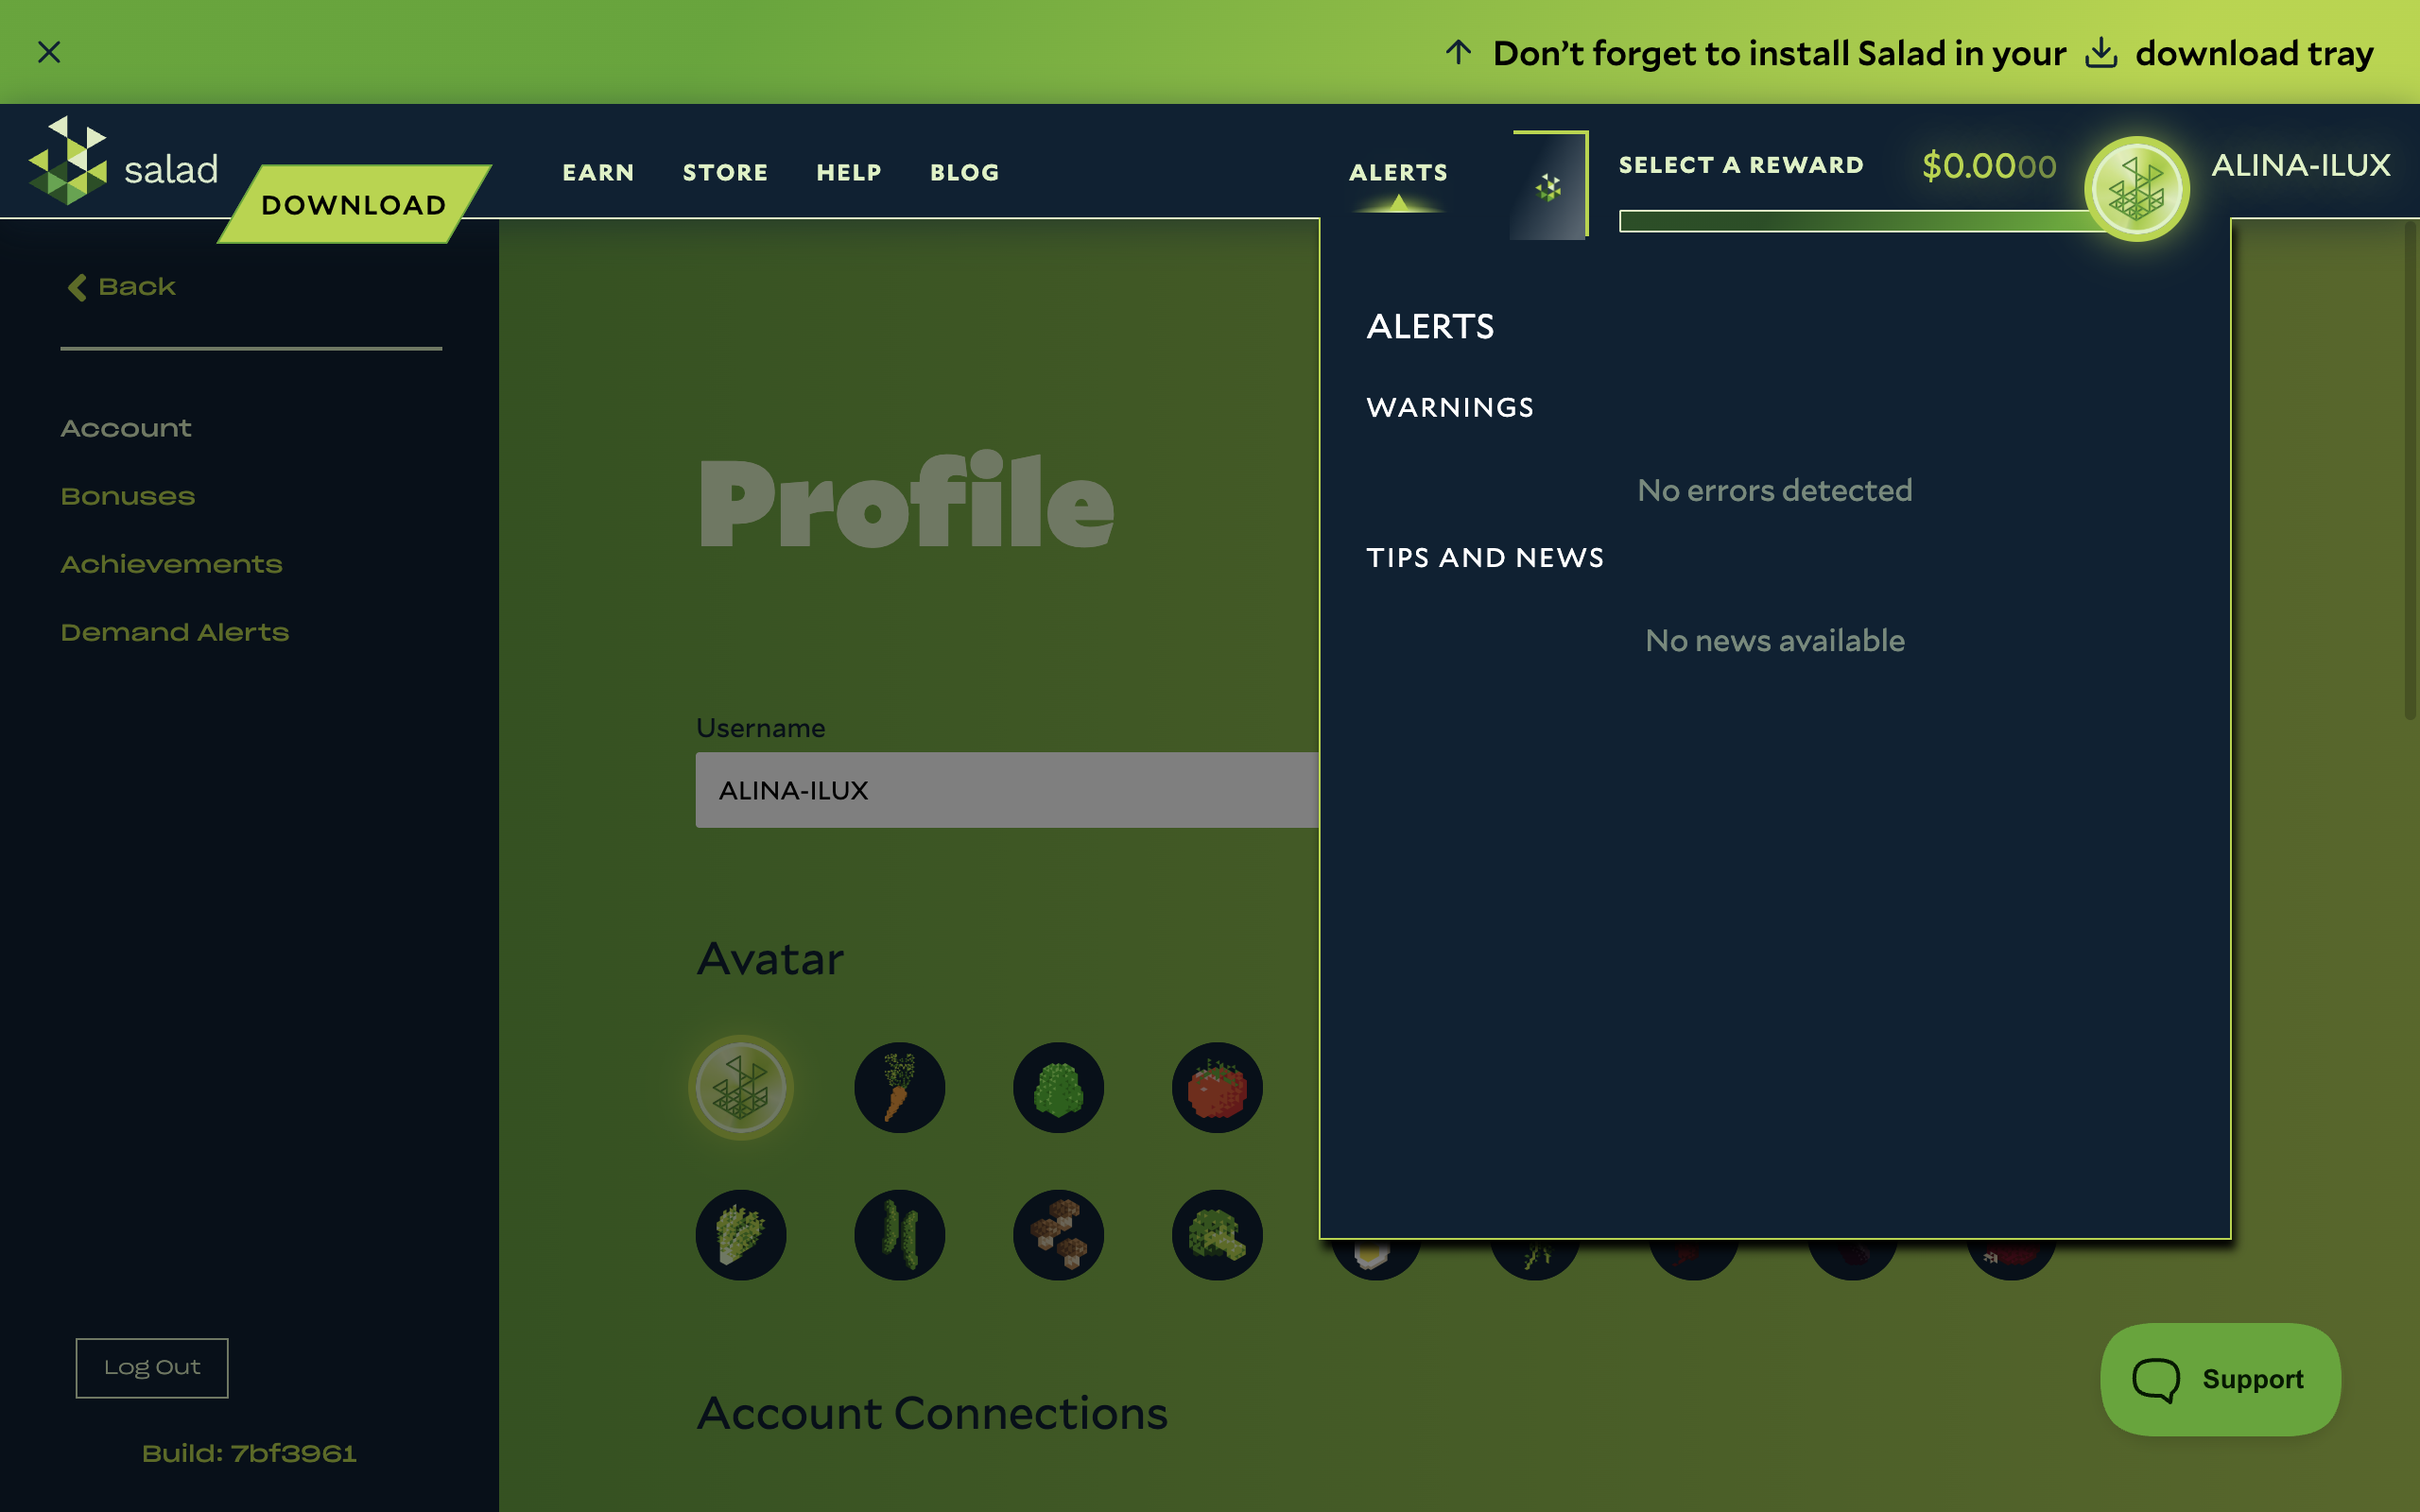 Don't forget to install Salad in your download tray
salad
DOWNLOAD
EARN
STORE
HELP
BLOG
ALERTS
SELECT A REWARD
$0.0000
ALINA-ILUX
Back
Account
Bonuses
Achievements
Demand Alerts
Log Out
Build: 7bf3961
Profile
Username
ALINA-ILUX
Avatar
Account Connections
ALERTS
WARNINGS
No errors detected
TIPS AND NEWS
No news available
Support